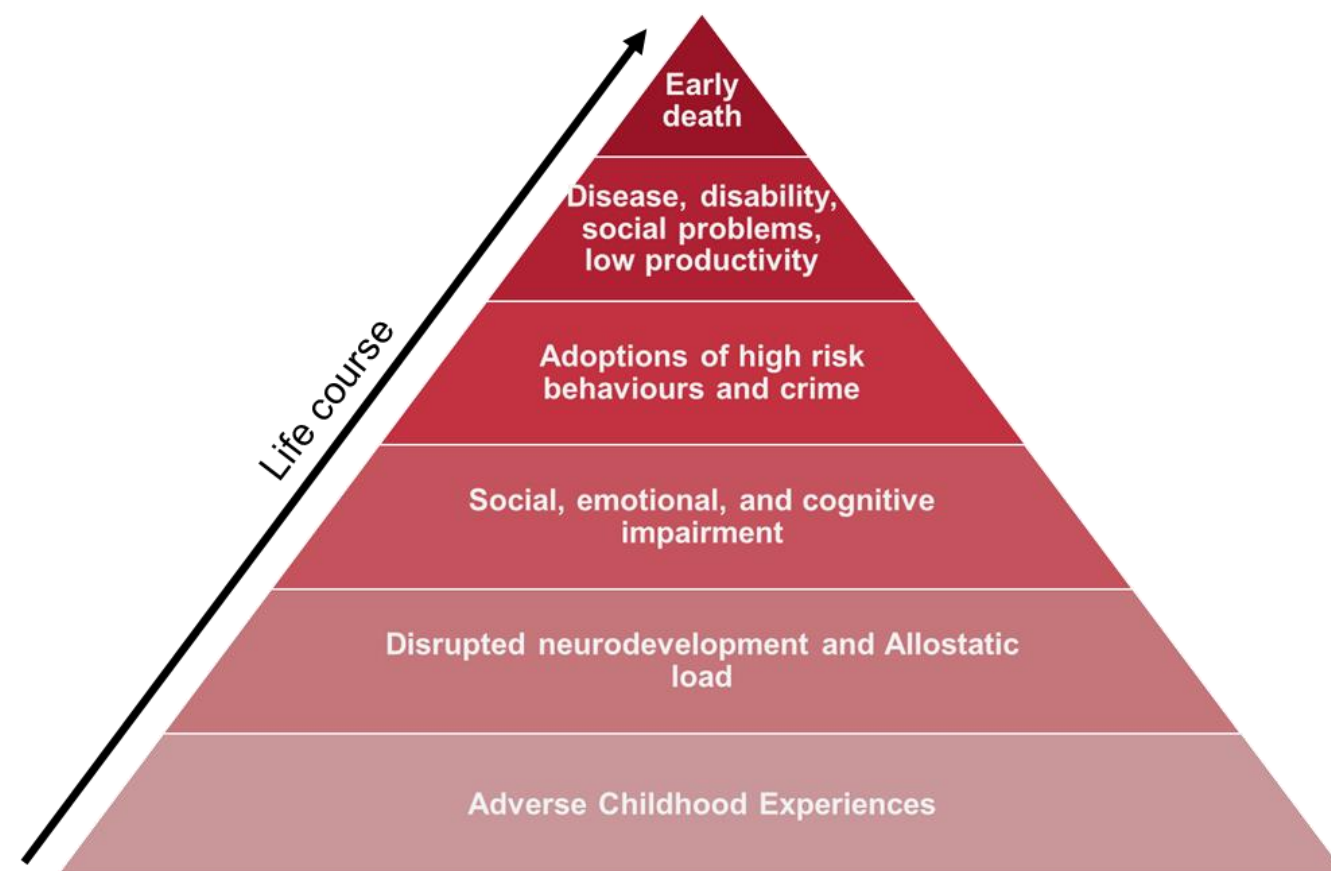 Early
death
Disease, disability,
social problems,
low productivity
Life course
Adoptions of high risk
behaviours and crime
Social, emotional, and cognitive
impairment
Disrupted neurodevelopment and Allostatic
load
Adverse Childhood Experiences